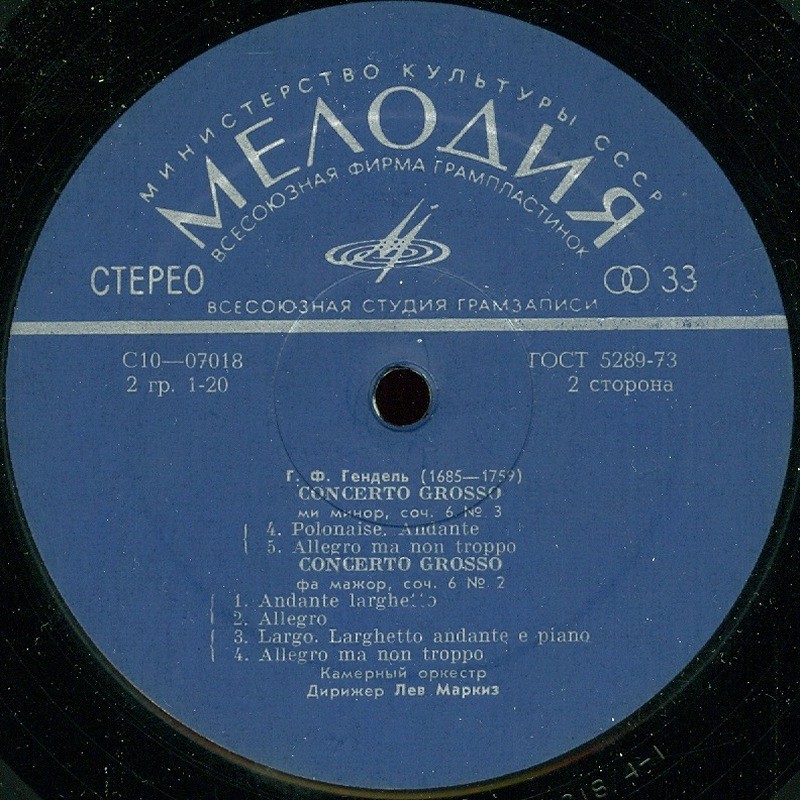 МИНИСТЕРСТВО КУЛЬТУРЫ СССР
МЕЛОДИЯ
ВСЕСОЮЗНАЯ ФИРМА ГРАМПЛАСТИНОК
СТЕРЕО 33
ВСЕСОЮЗНАЯ СТУДИЯ ГРАМЗАПИСИ
С10—07018 ГОСТ 5289-73
2 гр. 1-20 2 сторона
Г. Ф. Гендель (1685—1759)
CONCERTO GROSSO
ми минор, соч. 6 № 3
4. Polonaise. Andante
5. Allegro ma non troppo
CONCERTO GROSSO
фа мажор, соч. 6 № 2
1. Andante larghetto
2. Allegro
3. Largo. Larghetto andante e piano
4. Allegro ma non troppo
Камерный оркестр
Дирижер Лев Маркиз